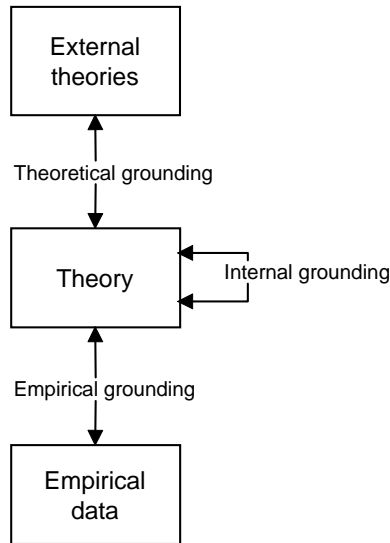 External
theories
Theoretical grounding
Theory
Internal grounding
Empirical grounding
Empirical
data